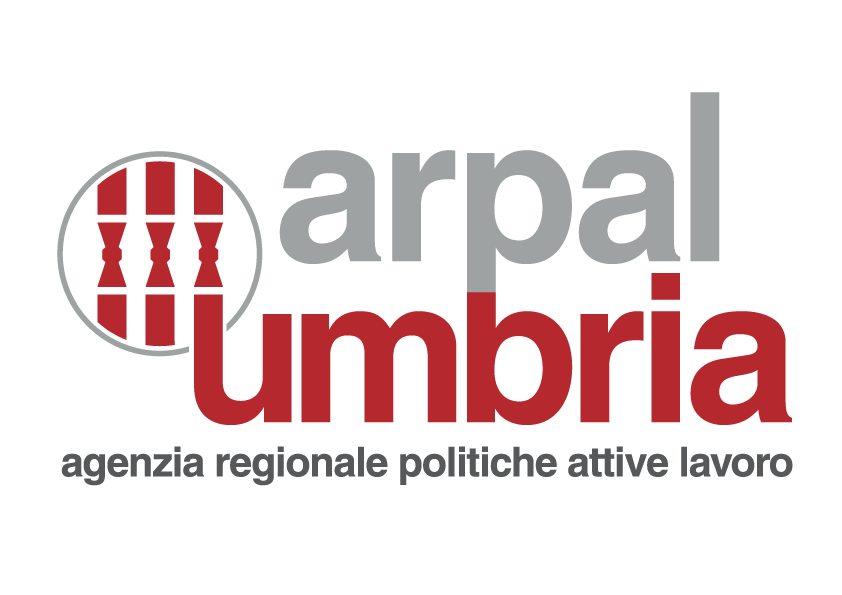 arpal
umbria
agenzia regionale politiche attive lavoro